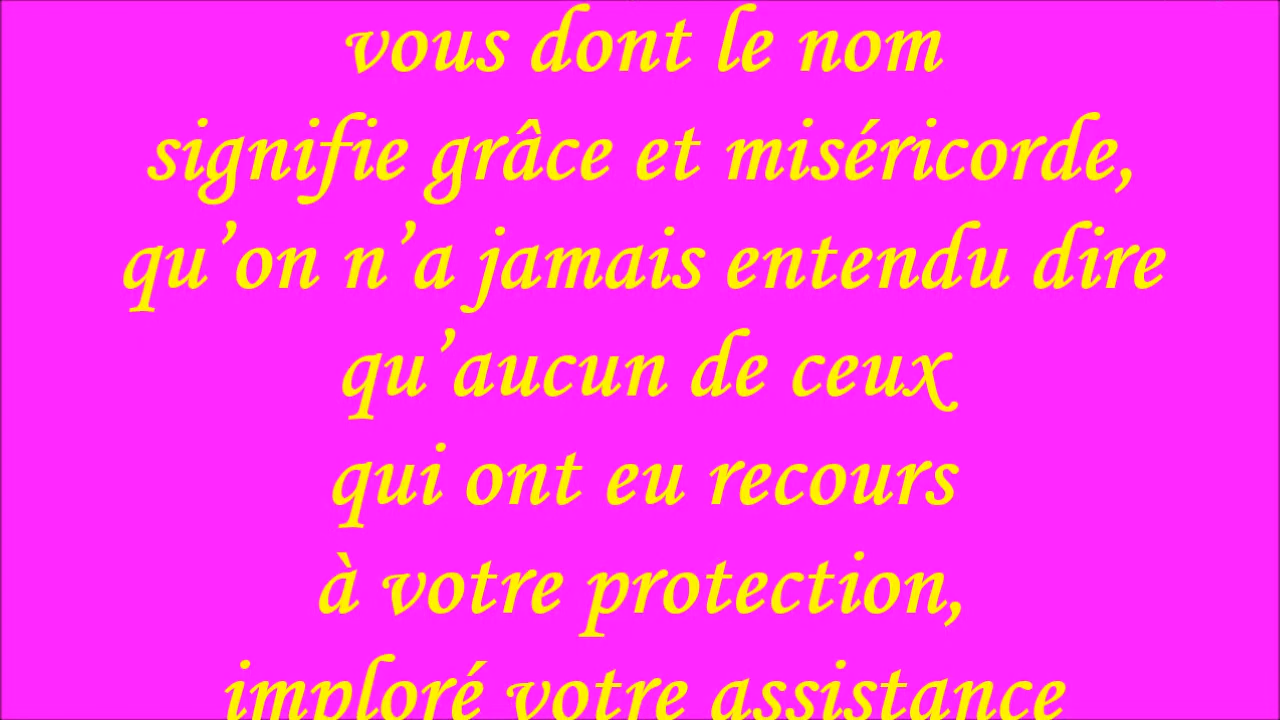 vous dont le nom
signifie grâce et miséricorde,
qu’on n’a jamais entendu dire
qu’aucun de ceux
qui ont eu recours
à votre protection,
imploré votre assistance